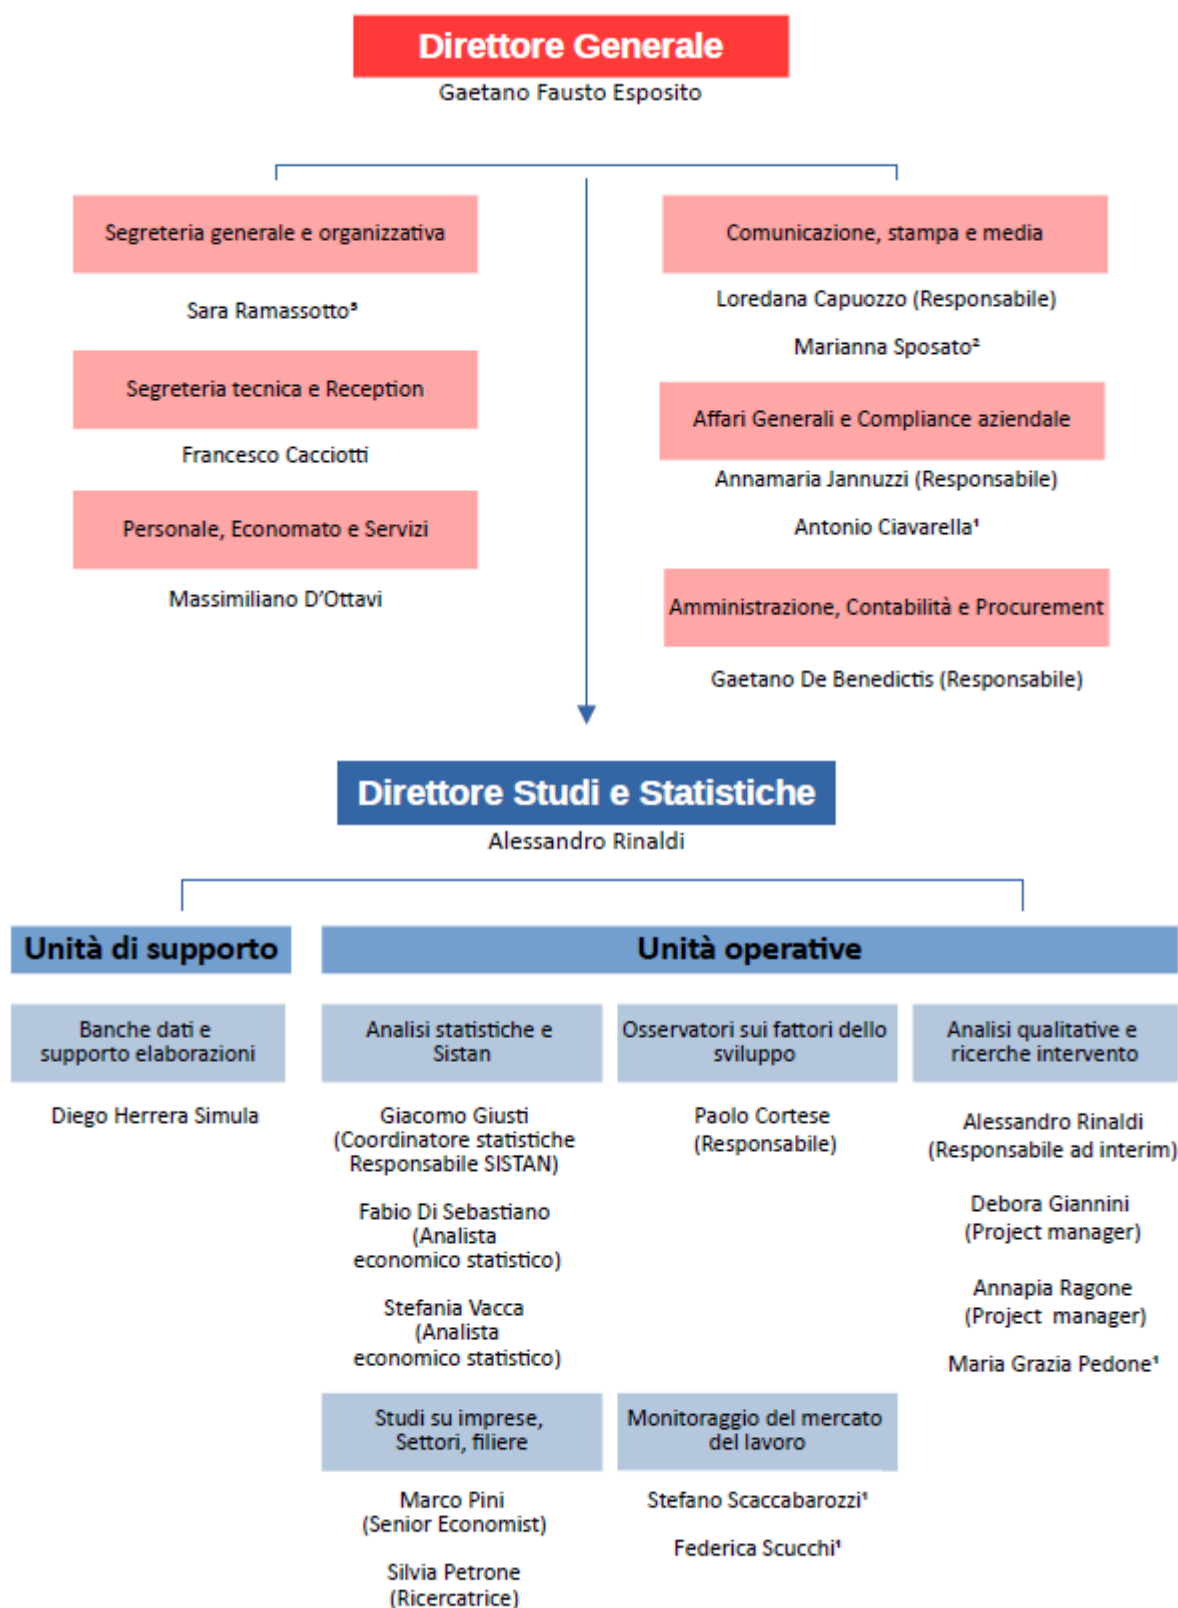 Direttore Generale
Gaetano Fausto Esposito
Segreteria generale e organizzativa
Sara Ramassotto³
Segreteria tecnica e Reception
Francesco Cacciotti
Personale, Economato e Servizi
Massimiliano D’Ottavi
Comunicazione, stampa e media
Loredana Capuozzo (Responsabile)
Marianna Sposato²
Affari Generali e Compliance aziendale
Annamaria Jannuzzi (Responsabile)
Antonio Ciavarella¹
Amministrazione, Contabilità e Procurement
Gaetano De Benedictis (Responsabile)
Direttore Studi e Statistiche
Alessandro Rinaldi
Unità di supporto
Banche dati e
supporto elaborazioni
Diego Herrera Simula
Unità operative
Analisi statistiche e
Sistan
Giacomo Giusti
(Coordinatore statistiche
Responsabile SISTAN)
Fabio Di Sebastiano
(Analista
economico statistico)
Stefania Vacca
(Analista
economico statistico)
Studi su imprese,
Settori, filiere
Marco Pini
(Senior Economist)
Silvia Petrone
(Ricercatrice)
Osservatori sui fattori dello
sviluppo
Paolo Cortese
(Responsabile)
Monitoraggio del mercato
del lavoro
Stefano Scaccabarozzi¹
Federica Scucchi¹
Analisi qualitative e
ricerche intervento
Alessandro Rinaldi
(Responsabile ad interim)
Debora Giannini
(Project manager)
Annapia Ragone
(Project manager)
Maria Grazia Pedone¹